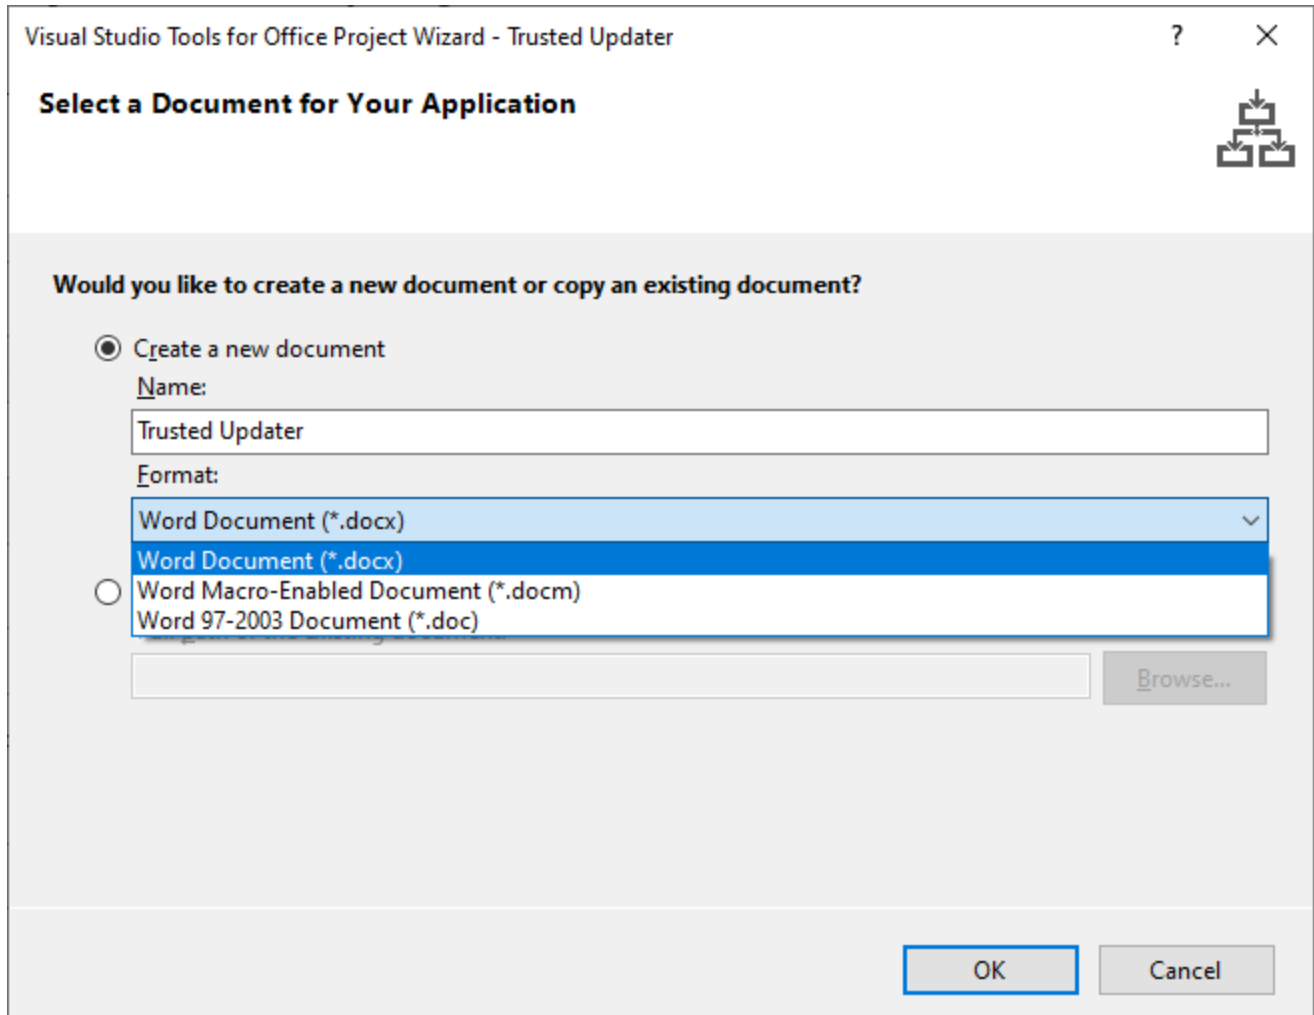 Visual Studio Tools for Office Project Wizard - Trusted Updater
?
Select a Document for Your Application
Would you like to create a new document or copy an existing document?
Create a new document
Name:
Trusted Updater
Format:
Word Document (*.docx)
Word Document (*.docx)
Word Macro-Enabled Document (*.docm)
Word 97-2003 Document (*.doc)
Browse...
OK
Cancel